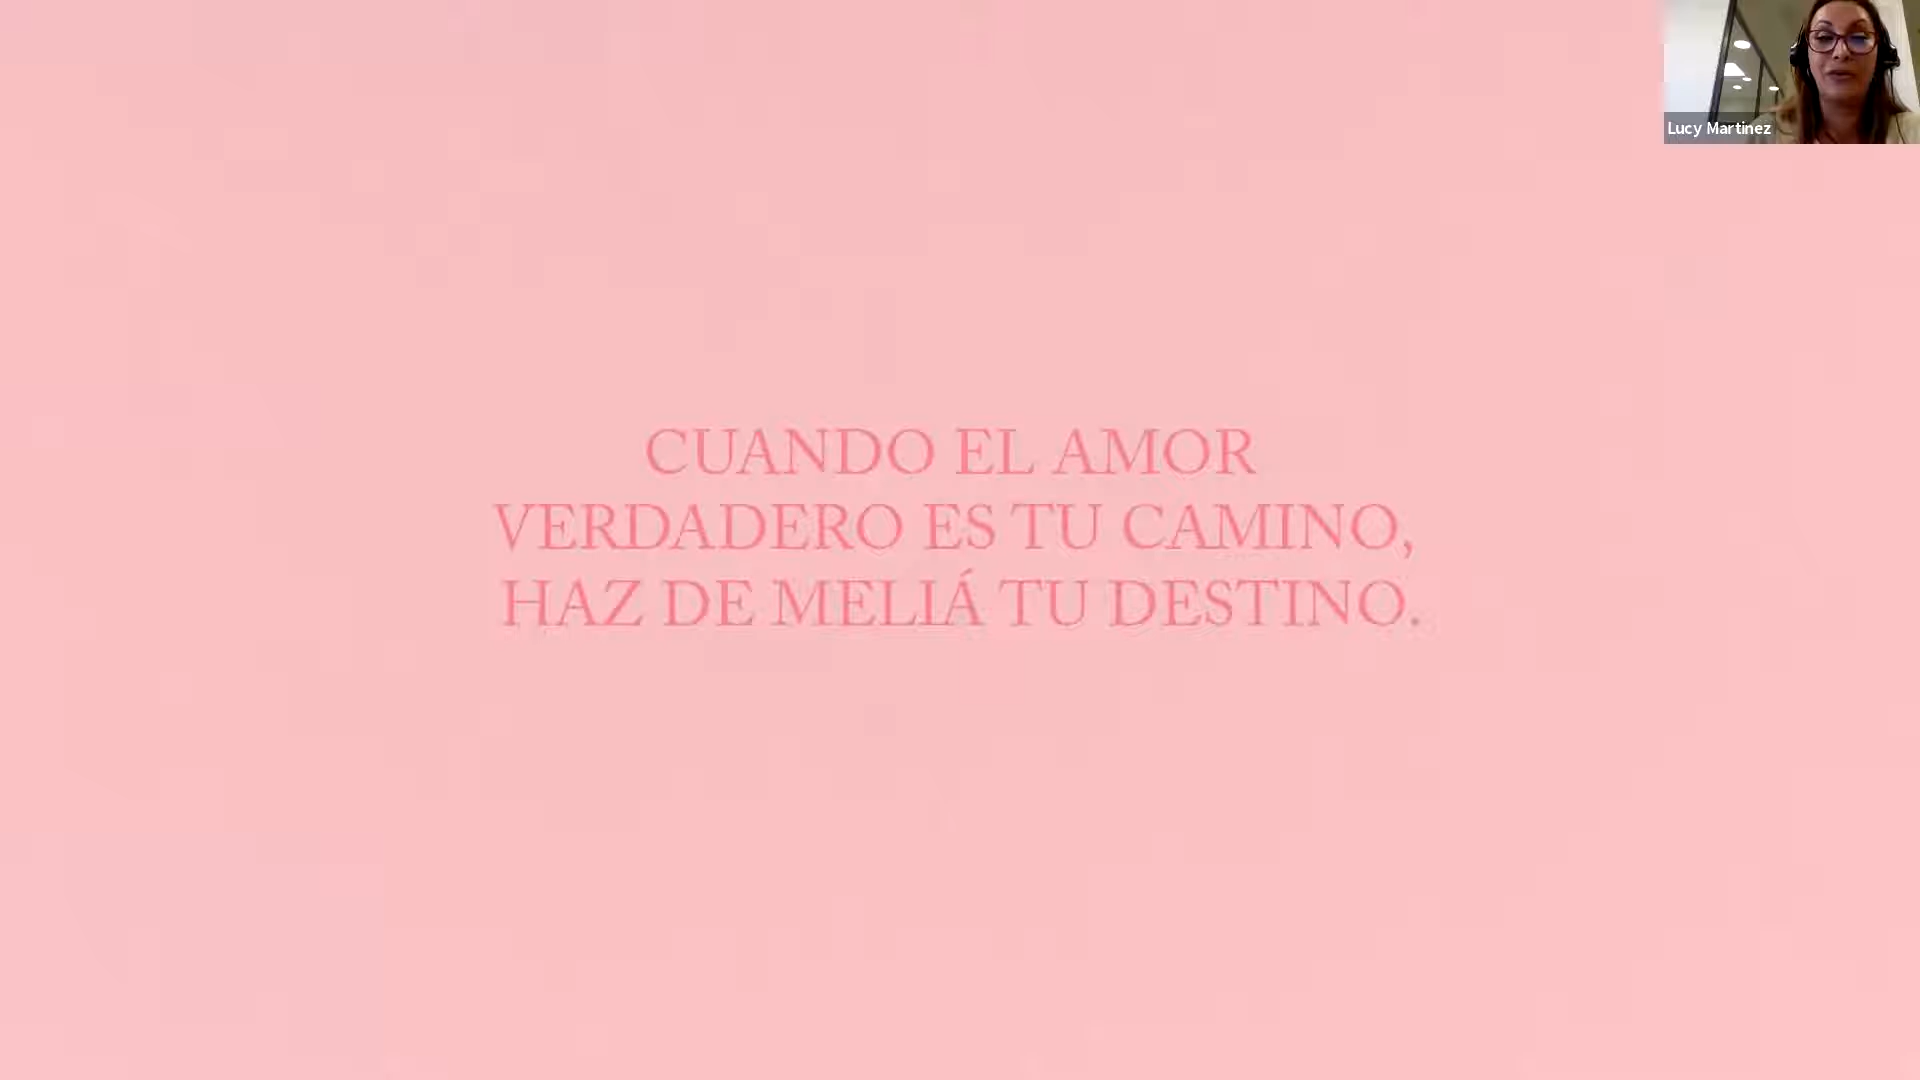 Lucy Martinez
CUANDO EL AMOR
VERDADERO ES TU CAMINO,
HAZ DE MELIÁ TU DESTINO.